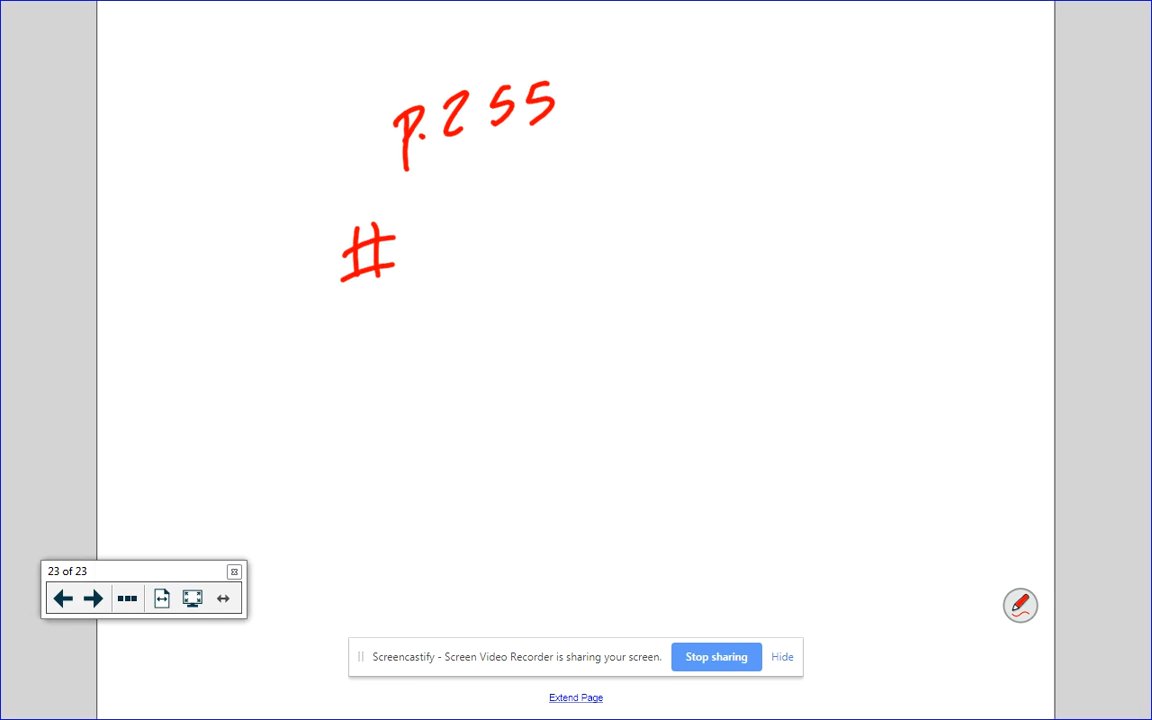 p. 255
#
23 of 23
Screencastify - Screen Video Recorder is sharing your screen. Stop sharing Hide
Extend Page